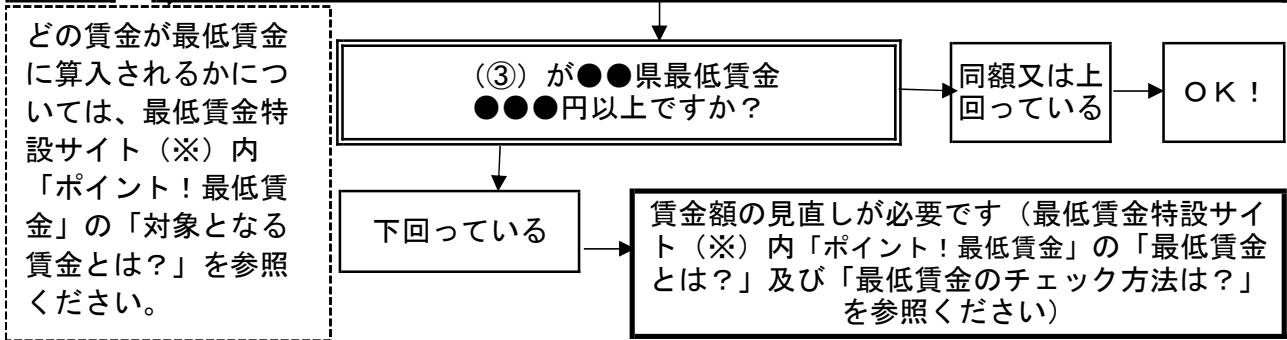 どの賃金が最低賃金
に算入されるかにつ
いては、最低賃金特
設サイト（※）内
「ポイント！最低賃
金」の「対象となる
賃金とは？」を参照
ください。
（③）が●●県最低賃金
●●●円以上ですか？
同額又は上
回っている
ＯＫ！
下回っている
賃金額の見直しが必要です（最低賃金特設サイ
ト（※）内「ポイント！最低賃金」の「最低賃金
とは？」及び「最低賃金のチェック方法は？」
を参照ください）